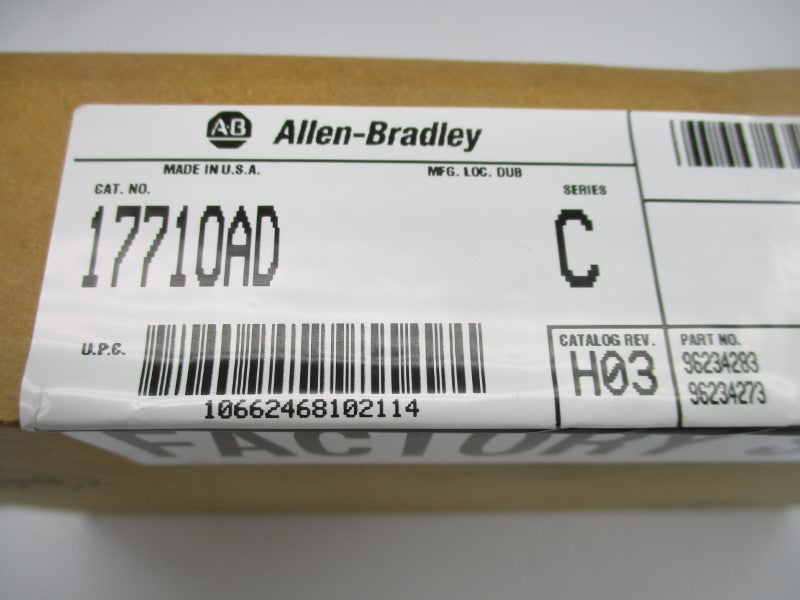 AB Allen-Bradley
MADE IN U.S.A. MFG. LOC. DUB
CAT. NO. SERIES
1771OAD C
U.P.C.
10662468102114
CATALOG REV.
H03
PART NO.
96234283
96234273
FACTORY